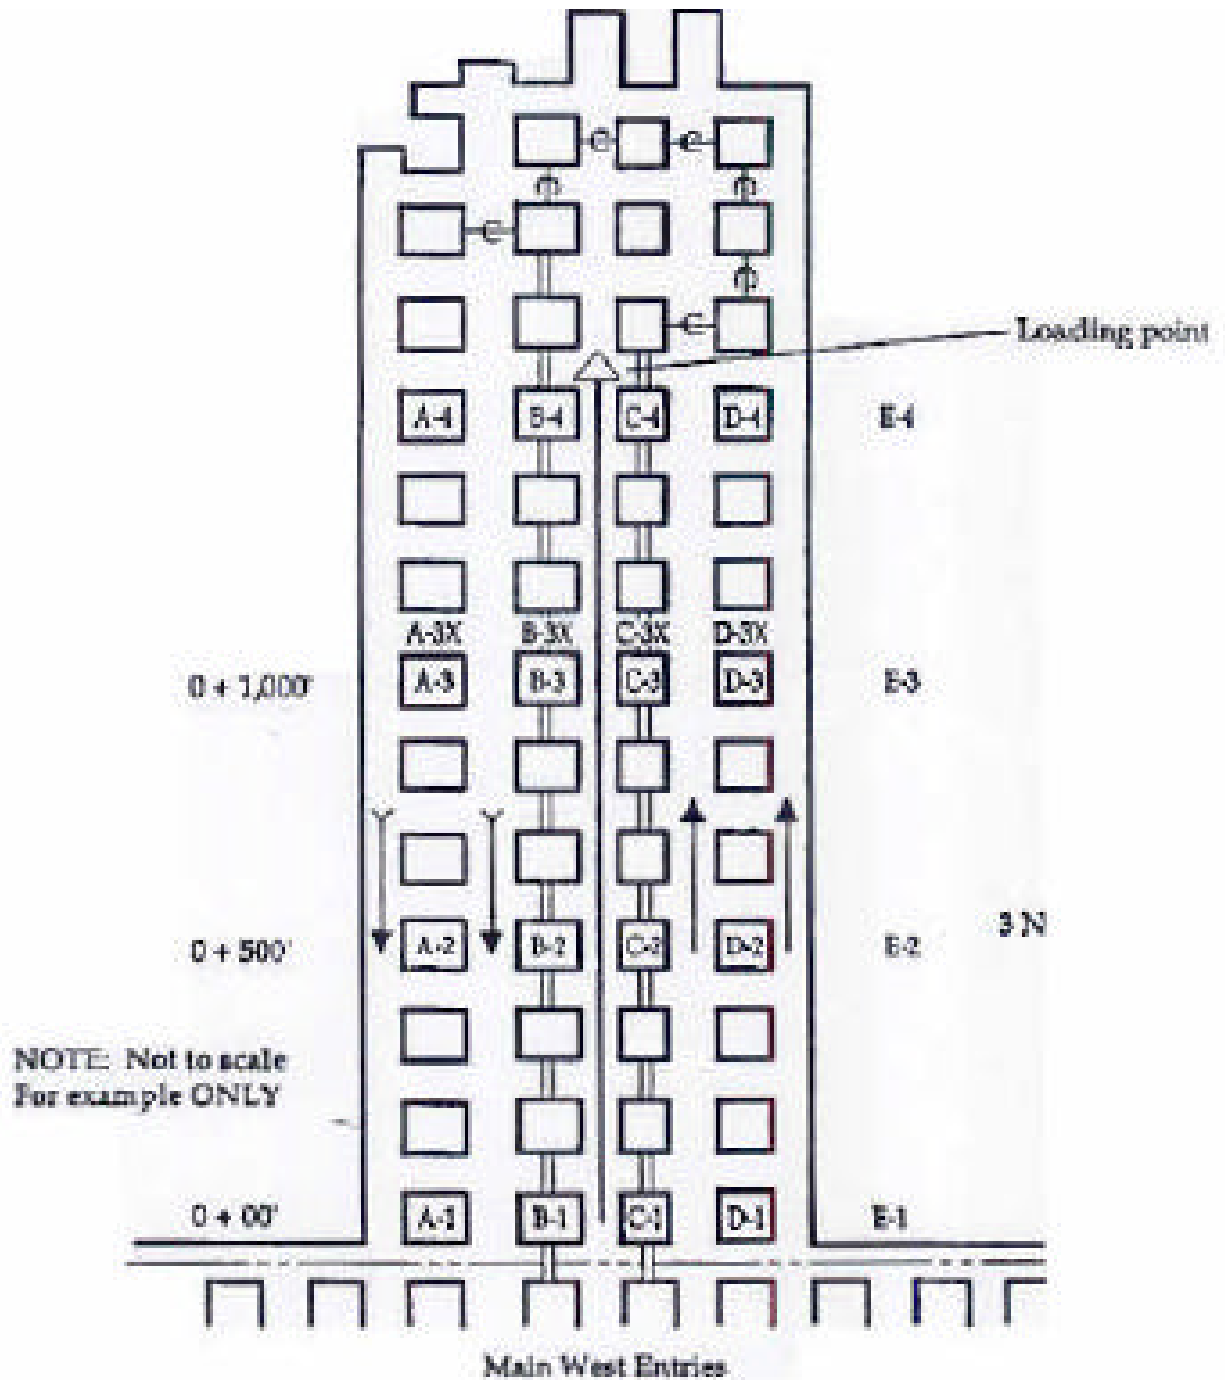 Loading point
A-4 B-4 C-4 D-4 E-4
A-3X B-3X C-3X D-3X
0 + 1,000' A-3 B-3 C-3 D-3 E-3
3 N
0 + 500' A-2 B-2 C-2 D-2 E-2
NOTE: Not to scale
For example ONLY
0 + 00' A-1 B-1 C-1 D-1 E-1
Main West Entries